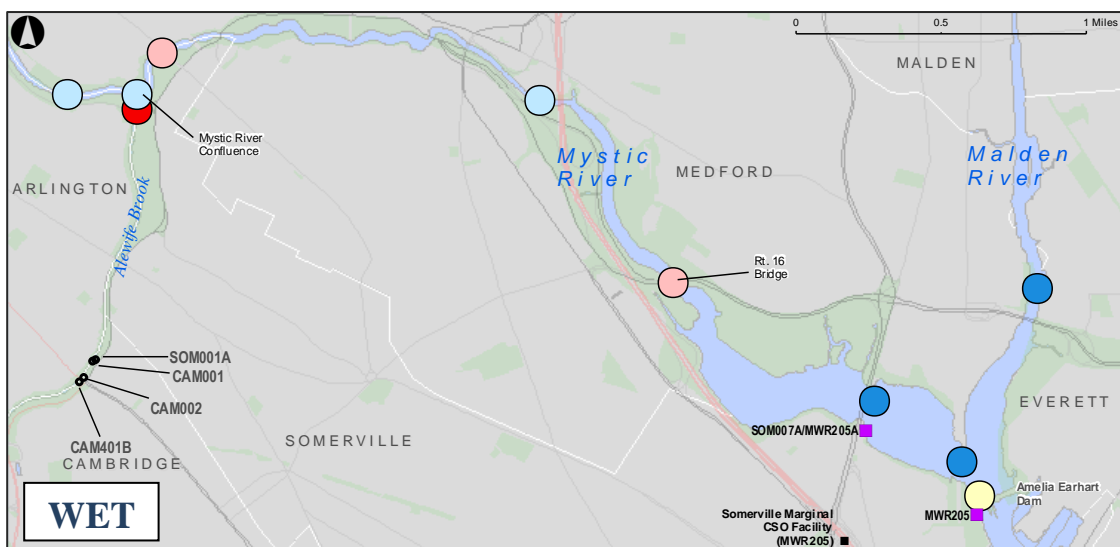 0 0.5 1 Miles
MALDEN
Mystic River
Confluence
Mystic
River
MEDFORD
Malden
River
ARLINGTON
Alewife Brook
Rt. 16
Bridge
SOM001A
CAM001
CAM002
CAM401B
CAMBRIDGE
SOMERVILLE
EVERETT
SOM007A/MWR205A
Amelia Earhart
Dam
MWR205
Somerville Marginal
CSO Facility
(MWR205)
WET